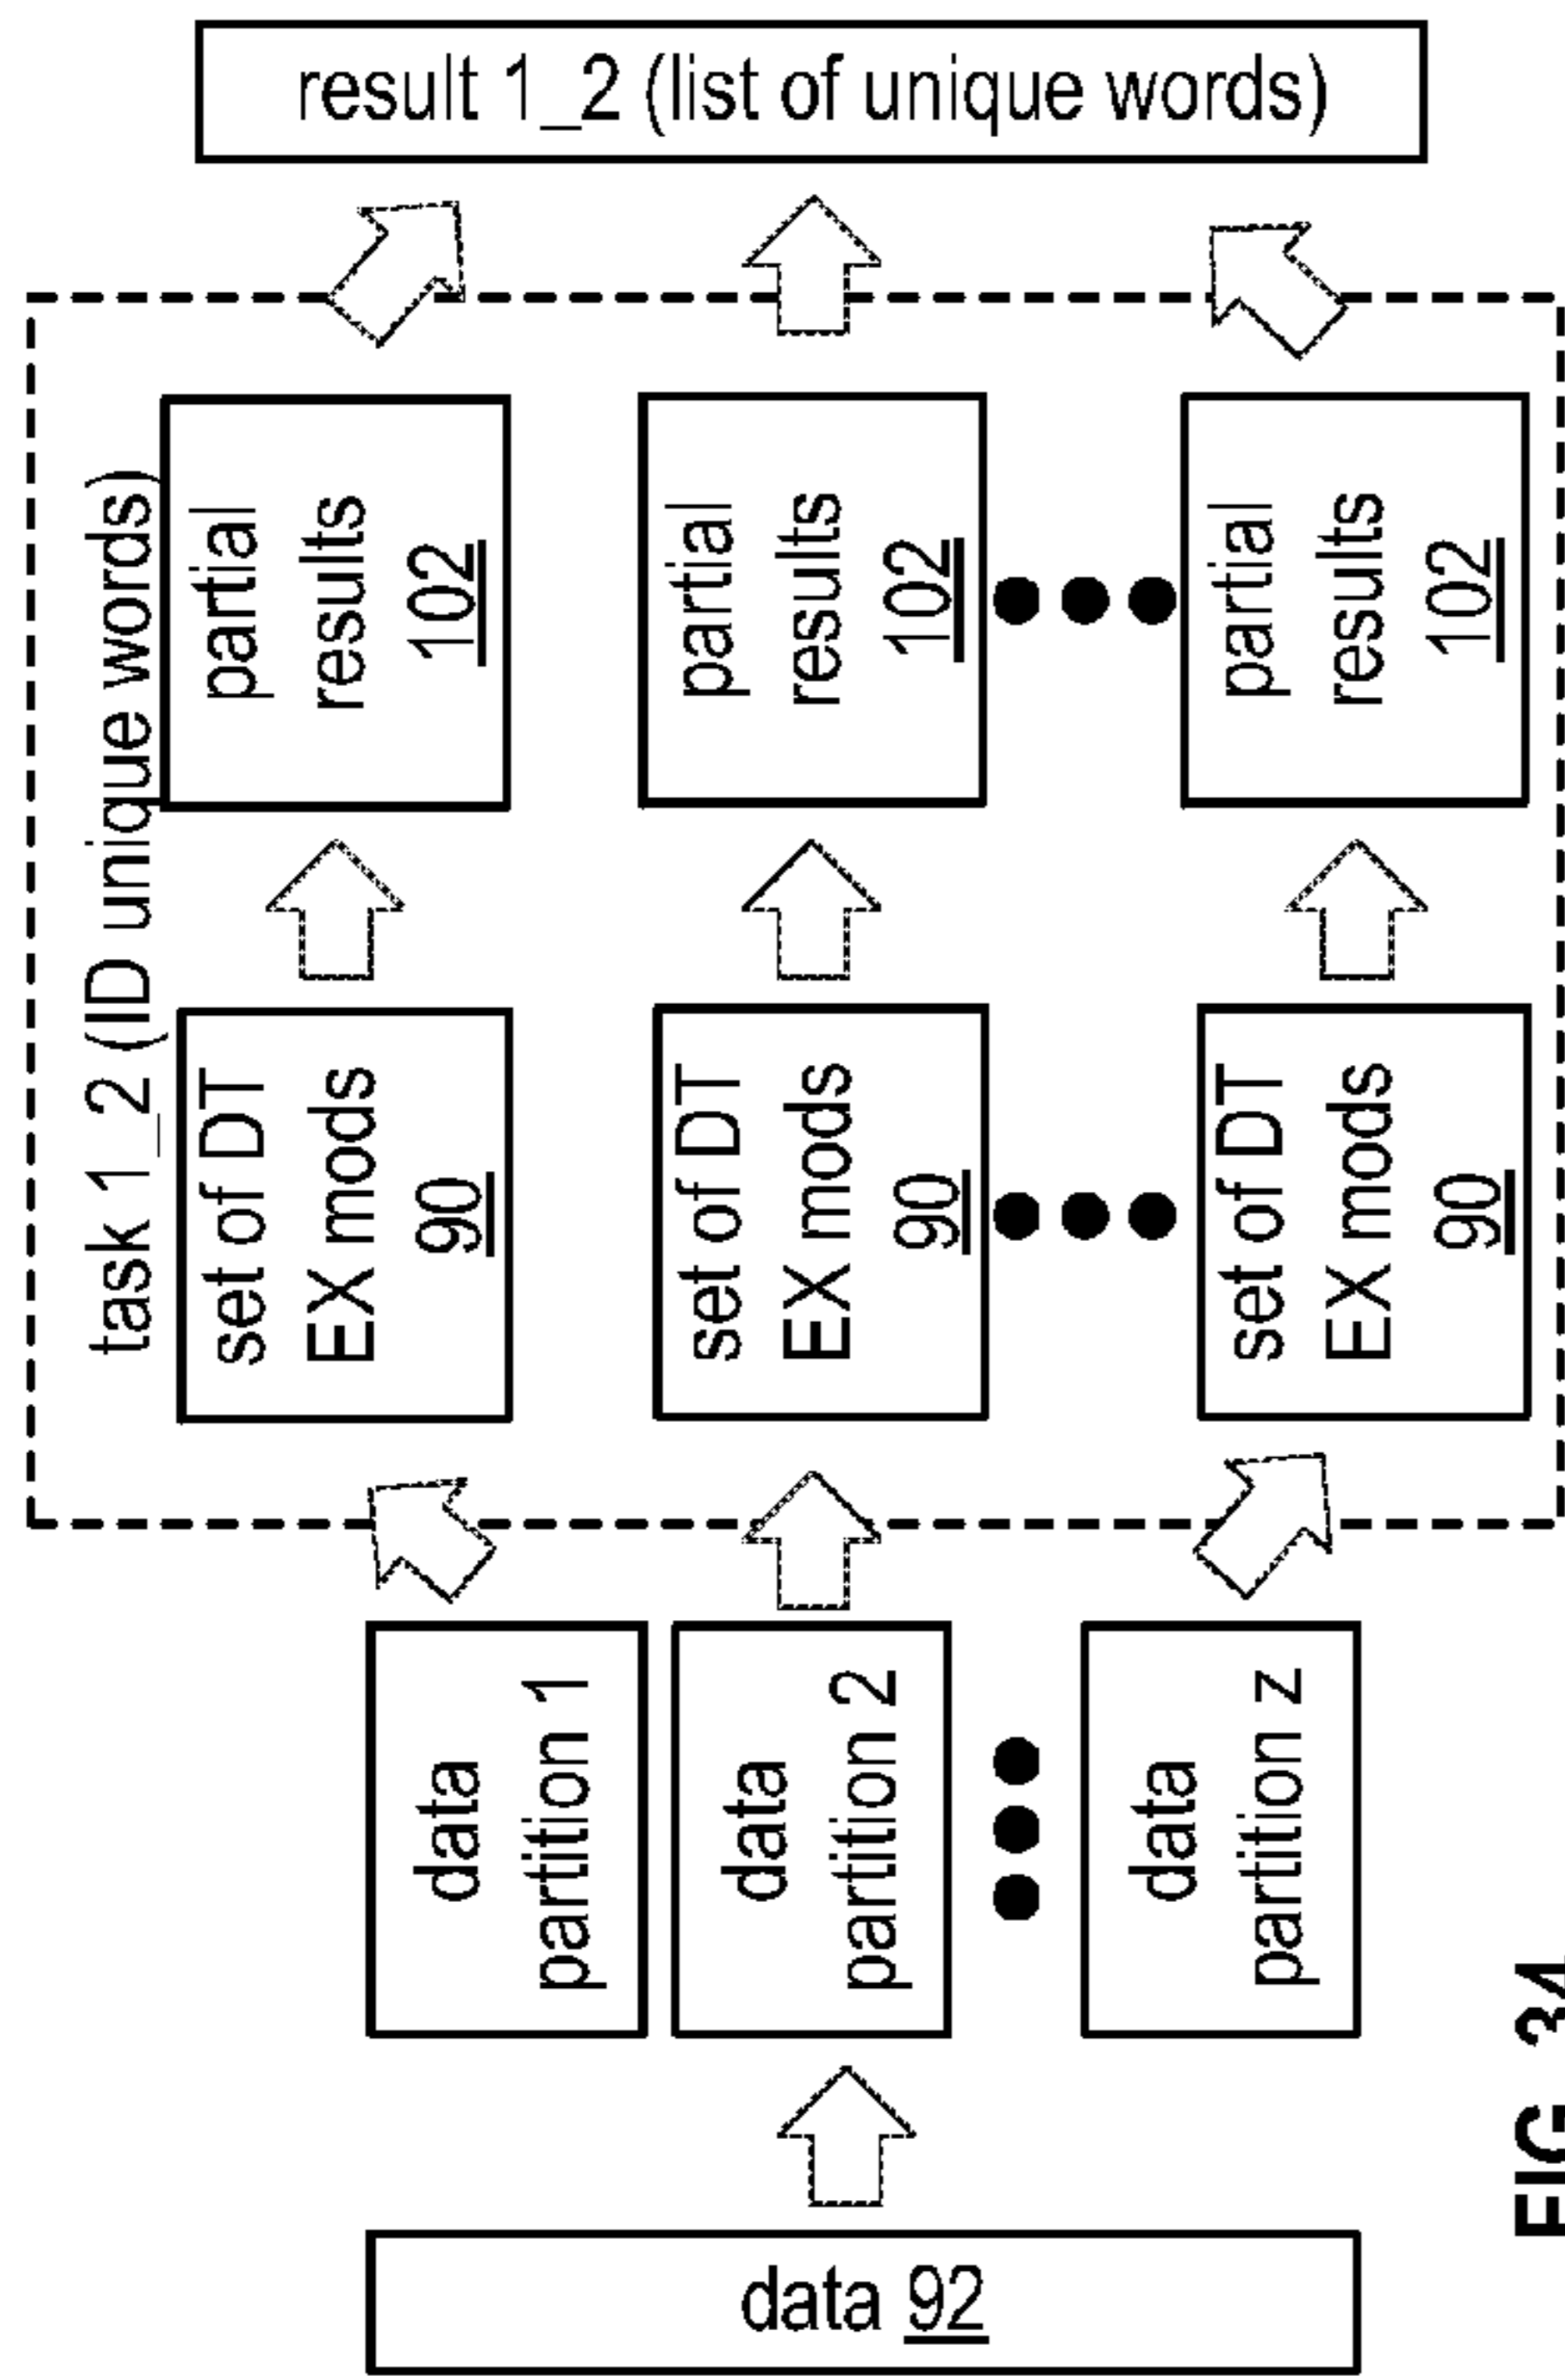 task 1_2 (ID unique words)
data 92
data
partition 1
data
partition 2
data
partition z
set of DT
EX mods
90
set of DT
EX mods
90
set of DT
EX mods
90
partial
results
102
partial
results
102
partial
results
102
result 1_2 (list of unique words)
FIG 34